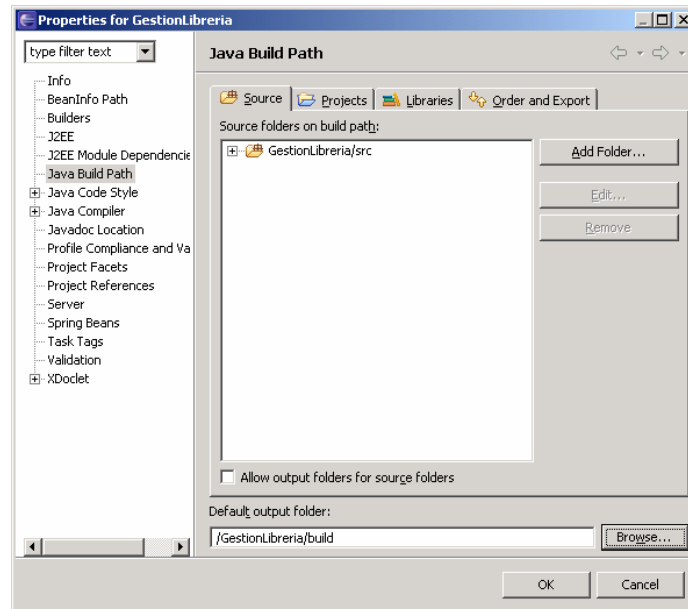 Properties for GestionLibreria
type filter text
Info
BeanInfo Path
Builders
J2EE
J2EE Module Dependencie
Java Build Path
Java Code Style
Java Compiler
Javadoc Location
Profile Compliance and Va
Project Facets
Project References
Server
Spring Beans
Task Tags
Validation
XDoclet
Java Build Path
Source Projects Libraries Order and Export
Source folders on build path:
GestionLibreria/src
Add Folder...
Edit...
Remove
Allow output folders for source folders
Default output folder:
/GestionLibreria/build
Browse...
OK Cancel